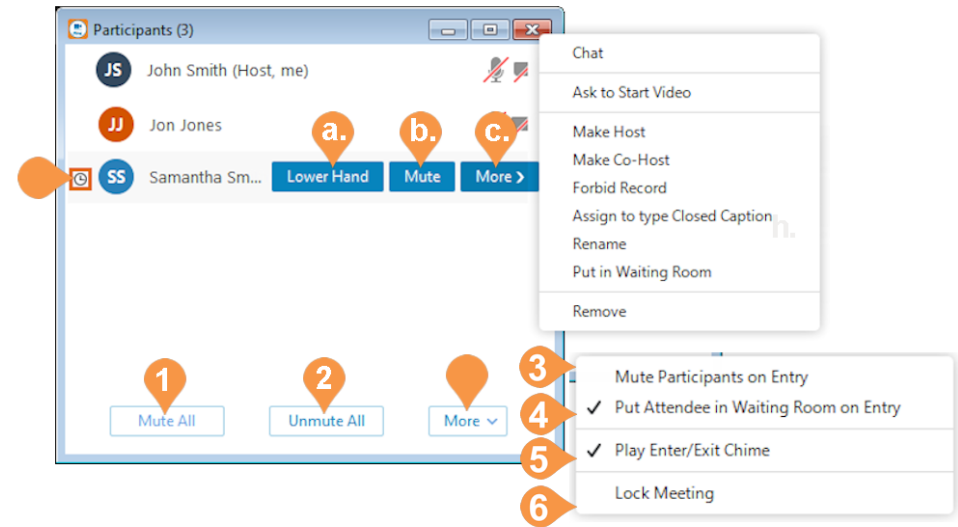 Participants (3)
JS John Smith (Host, me)
JJ Jon Jones
a. b. c.
SS Samantha Sm... Lower Hand Mute More >
1 2
Mute All Unmute All More
Chat
Ask to Start Video
Make Host
Make Co-Host
Forbid Record
Assign to type Closed Caption
h.
Rename
Put in Waiting Room
Remove
3 Mute Participants on Entry
4 ✓ Put Attendee in Waiting Room on Entry
5 ✓ Play Enter/Exit Chime
6 Lock Meeting